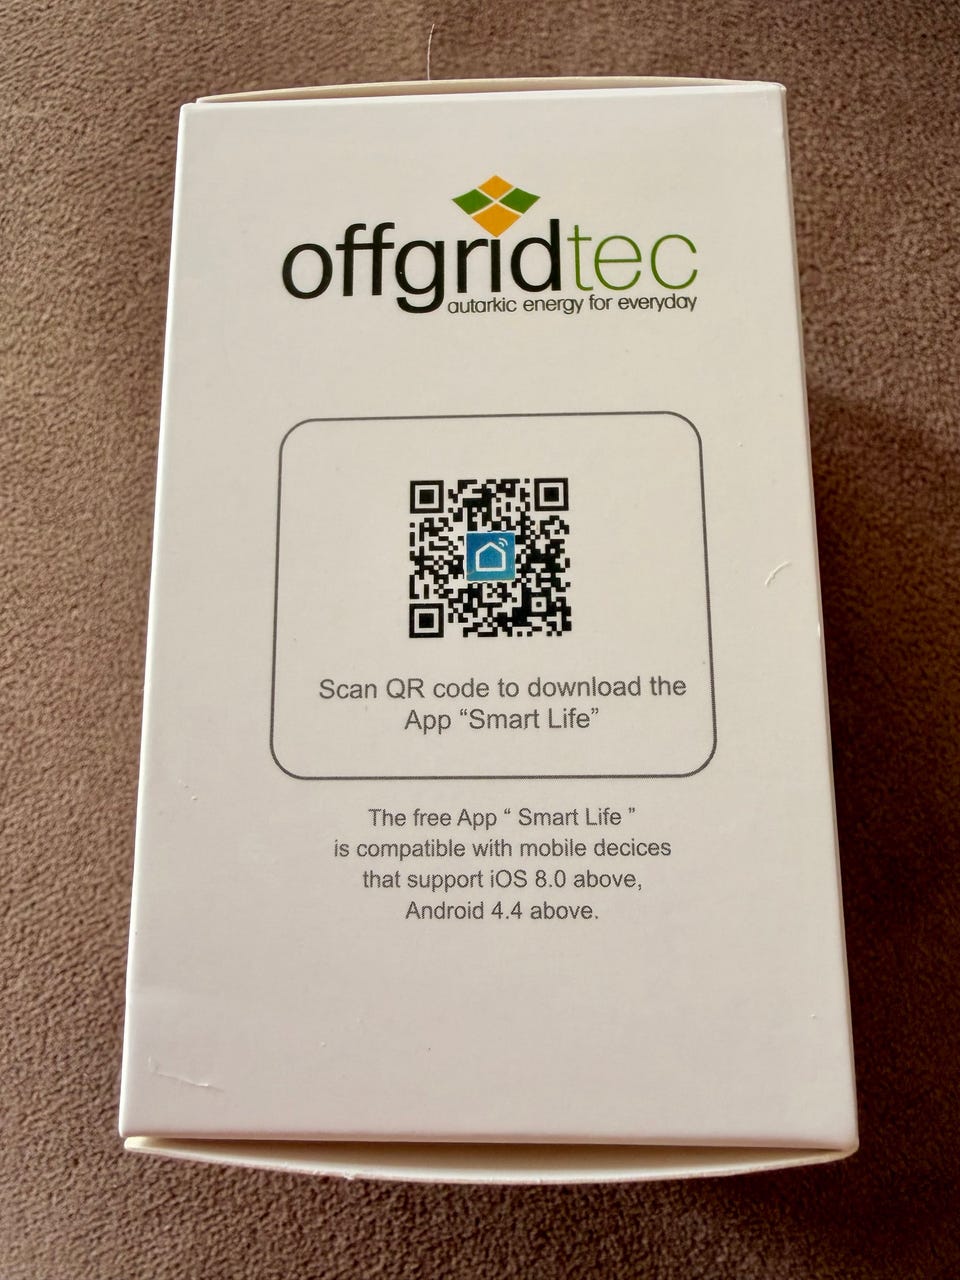 offgridtec
autarkic energy for everyday
Scan QR code to download the
App “Smart Life”
The free App “ Smart Life ”
is compatible with mobile decices
that support iOS 8.0 above,
Android 4.4 above.